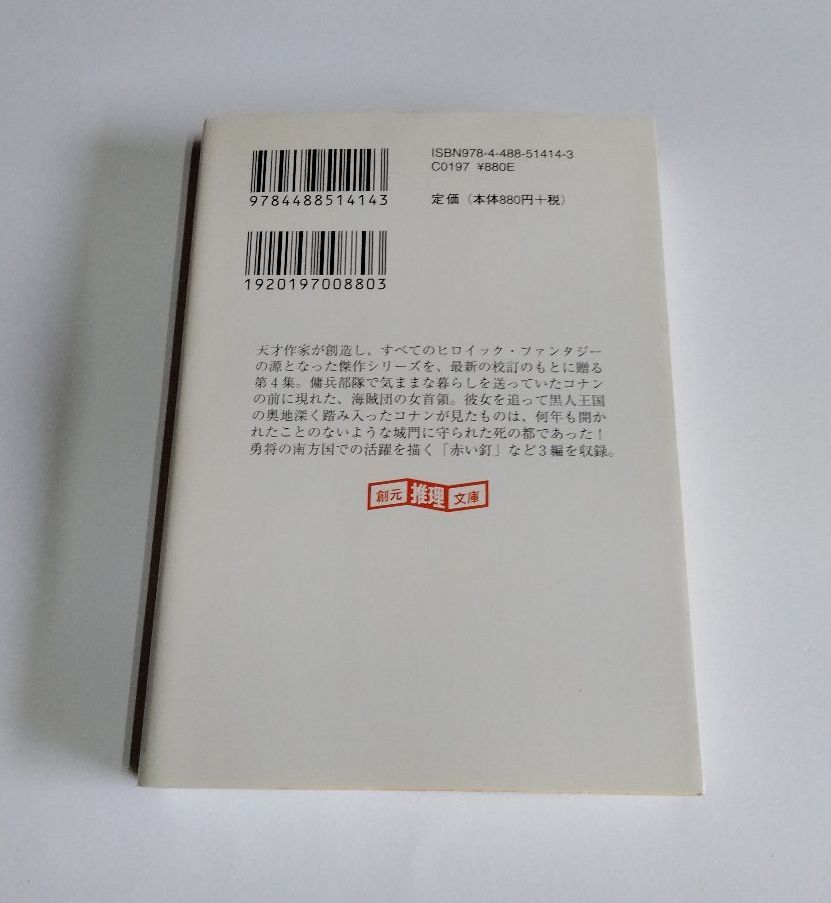 ISBN978-4-488-51414-3
C0197 ¥880E
9784488514143
定価(本体880円+税)
1920197008803
天才作家が創造し、すべてのヒロイック・ファンタジー
の源となった傑作シリーズを、最新の校訂のもとに贈る
第4集。傭兵部隊で気ままな暮らしを送っていたコナン
の前に現れた、海賊団の女首領。彼女を追って黒人王国
の奥地深く踏み入ったコナンが見たものは、何年も開か
れたことのないような城門に守られた死の都であった!
勇将の南方国での活躍を描く「赤い釘」など3編を収録。
創元推理文庫